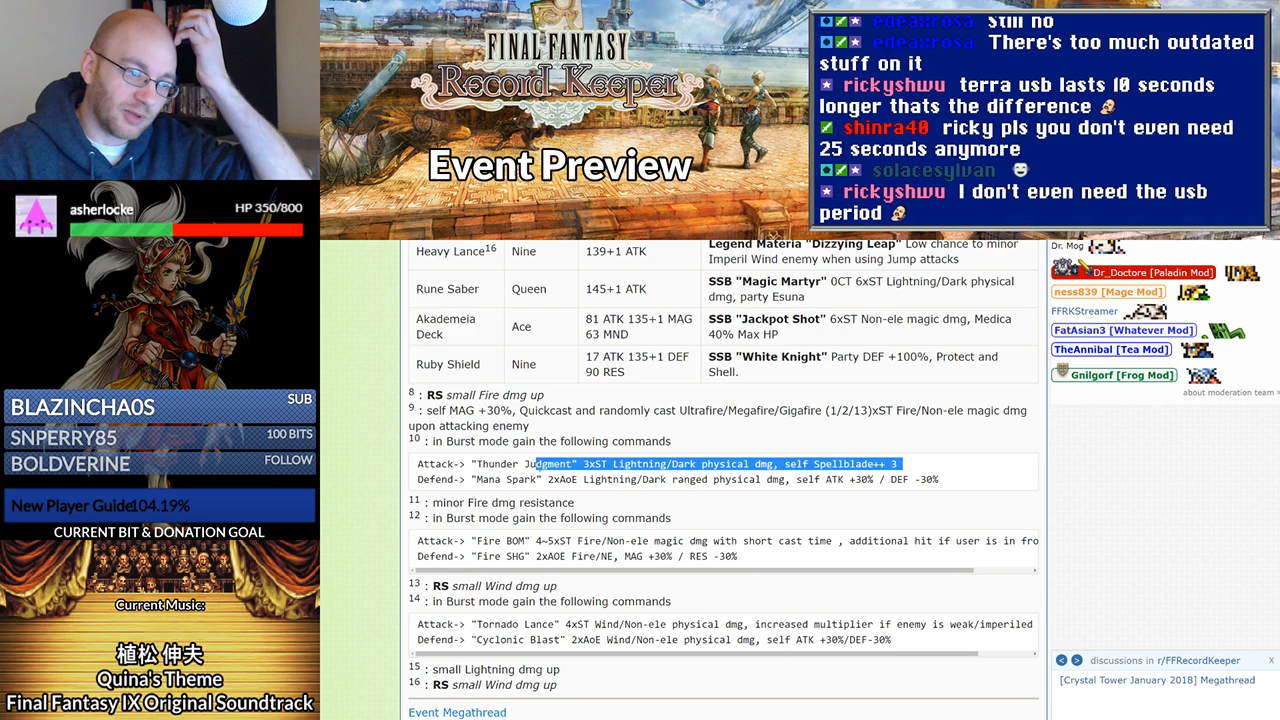 FINAL FANTASY
Record Keeper
Event Preview
edeaxrosa Still no
edeaxrosa There's too much outdated
stuff on it
rickyshwu terra usb lasts 10 seconds
longer thats the difference
shinra40 ricky pls you don't even need
25 seconds anymore
solacesylvan
rickyshwu I don't even need the usb
period
asherlocke HP 350/800
BLAZINCHA0S SUB
SNPERRY85 100 BITS
BOLDVERINE FOLLOW
New Player Guide 104.19%
CURRENT BIT & DONATION GOAL
Current Music:
植松 伸夫
Quina's Theme
Final Fantasy IX Original Soundtrack
Heavy Lance16 Nine 139+1 ATK Legend Materia "Dizzying Leap" Low chance to minor
Imperil Wind enemy when using Jump attacks
Rune Saber Queen 145+1 ATK SSB "Magic Martyr" 0CT 6xST Lightning/Dark physical
dmg, party Esuna
Akademeia Deck Ace 81 ATK 135+1 MAG SSB "Jackpot Shot" 6xST Non-ele magic dmg, Medica
63 MND 40% Max HP
Ruby Shield Nine 17 ATK 135+1 DEF SSB "White Knight" Party DEF +100%, Protect and
90 RES Shell.
8 : RS small Fire dmg up
9 : self MAG +30%, Quickcast and randomly cast Ultrafire/Megafire/Gigafire (1/2/13)xST Fire/Non-ele magic dmg
upon attacking enemy
10 : in Burst mode gain the following commands
Attack-> "Thunder Judgment" 3xST Lightning/Dark physical dmg, self Spellblade++ 3
Defend-> "Mana Spark" 2xAoE Lightning/Dark ranged physical dmg, self ATK +30% / DEF -30%
11 : minor Fire dmg resistance
12 : in Burst mode gain the following commands
Attack-> "Fire BOM" 4~5xST Fire/Non-ele magic dmg with short cast time , additional hit if user is in fro
Defend-> "Fire SHG" 2xAOE Fire/NE, MAG +30% / RES -30%
13 : RS small Wind dmg up
14 : in Burst mode gain the following commands
Attack-> "Tornado Lance" 4xST Wind/Non-ele physical dmg, increased multiplier if enemy is weak/imperiled
Defend-> "Cyclonic Blast" 2xAoE Wind/Non-ele physical dmg, self ATK +30%/DEF-30%
15 : small Lightning dmg up
16 : RS small Wind dmg up
Event Megathread
Dr. Mog
Dr_Doctore [Paladin Mod]
ness839 [Mage Mod]
FFRKStreamer
FatAsian3 [Whatever Mod]
TheAnnibal [Tea Mod]
Gnilgorf [Frog Mod]
about moderation team »
< > discussions in r/FFRecordKeeper X
[Crystal Tower January 2018] Megathread